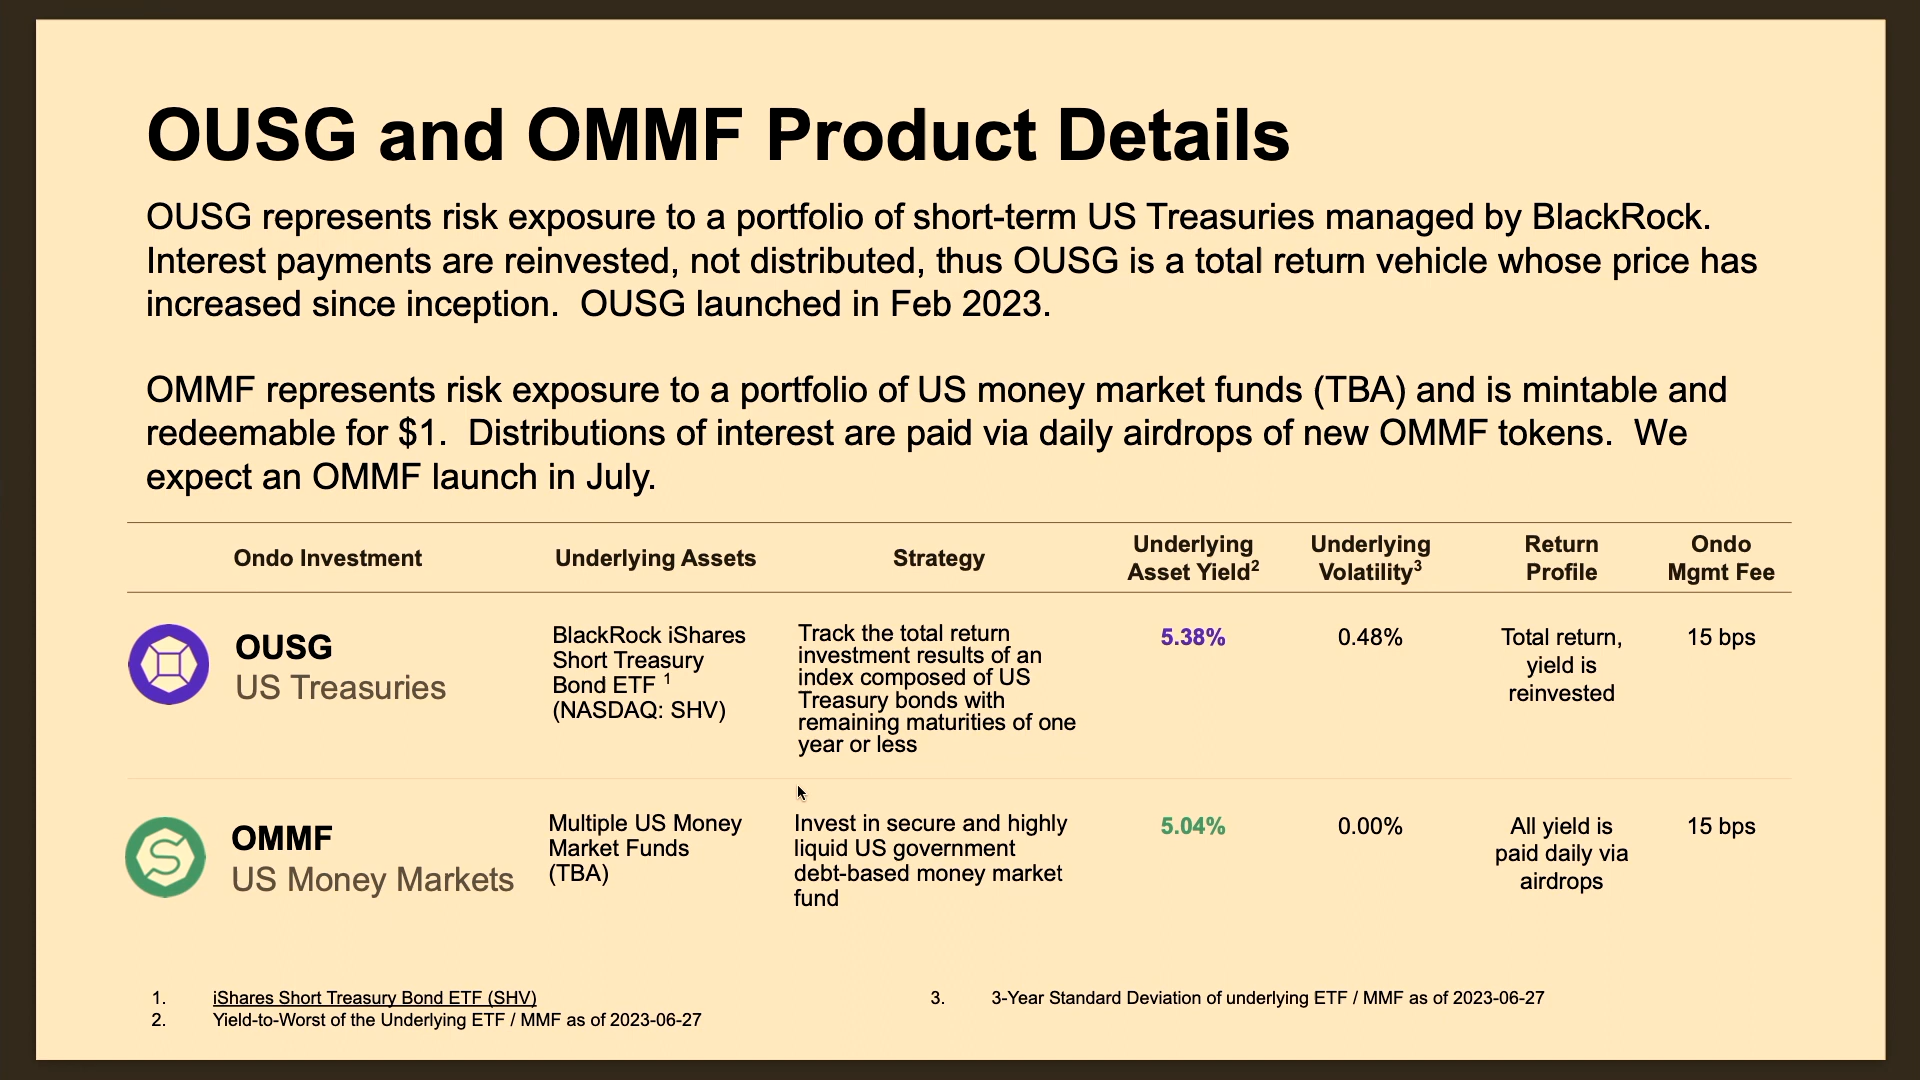 OUSG and OMMF Product Details
OUSG represents risk exposure to a portfolio of short-term US Treasuries managed by BlackRock.
Interest payments are reinvested, not distributed, thus OUSG is a total return vehicle whose price has
increased since inception.  OUSG launched in Feb 2023.
OMMF represents risk exposure to a portfolio of US money market funds (TBA) and is mintable and
redeemable for $1.  Distributions of interest are paid via daily airdrops of new OMMF tokens.  We
expect an OMMF launch in July.
Ondo Investment
Underlying Assets
Strategy
Underlying
Asset Yield²
Underlying
Volatility³
Return
Profile
Ondo
Mgmt Fee
OUSG
US Treasuries
BlackRock iShares
Short Treasury
Bond ETF ¹
(NASDAQ: SHV)
Track the total return
investment results of an
index composed of US
Treasury bonds with
remaining maturities of one
year or less
5.38%
0.48%
Total return,
yield is
reinvested
15 bps
OMMF
US Money Markets
Multiple US Money
Market Funds
(TBA)
Invest in secure and highly
liquid US government
debt-based money market
fund
5.04%
0.00%
All yield is
paid daily via
airdrops
15 bps
1. iShares Short Treasury Bond ETF (SHV)
2. Yield-to-Worst of the Underlying ETF / MMF as of 2023-06-27
3. 3-Year Standard Deviation of underlying ETF / MMF as of 2023-06-27